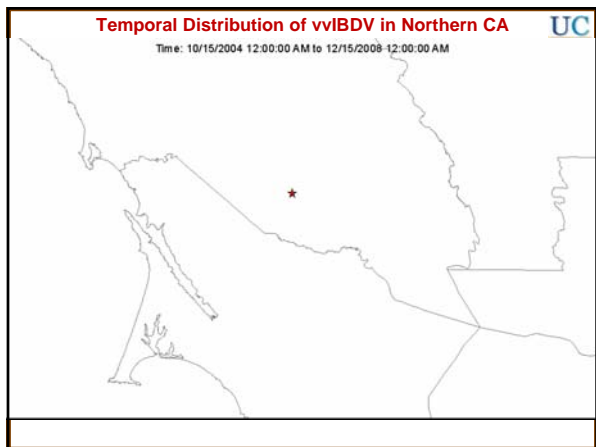 Temporal Distribution of vvIBDV in Northern CA
UC
Time: 10/15/2004 12:00:00 AM to 12/15/2008 12:00:00 AM